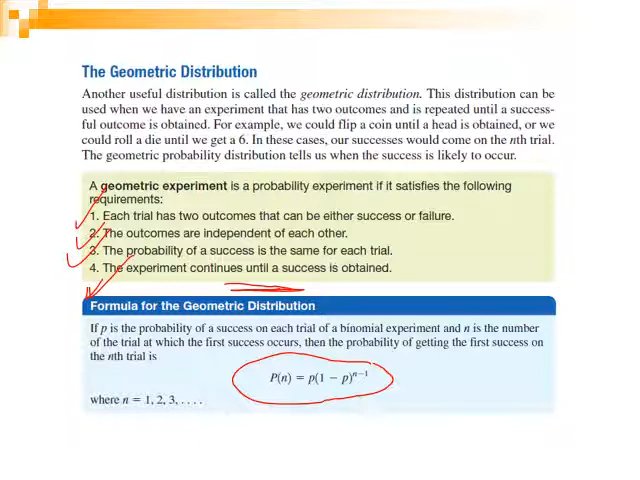 The Geometric Distribution
Another useful distribution is called the geometric distribution. This distribution can be
used when we have an experiment that has two outcomes and is repeated until a success-
ful outcome is obtained. For example, we could flip a coin until a head is obtained, or we
could roll a die until we get a 6. In these cases, our successes would come on the nth trial.
The geometric probability distribution tells us when the success is likely to occur.
A geometric experiment is a probability experiment if it satisfies the following
requirements:
1. Each trial has two outcomes that can be either success or failure.
2. The outcomes are independent of each other.
3. The probability of a success is the same for each trial.
4. The experiment continues until a success is obtained.
Formula for the Geometric Distribution
If p is the probability of a success on each trial of a binomial experiment and n is the number
of the trial at which the first success occurs, then the probability of getting the first success on
the nth trial is
P(n) = p(1 − p)ⁿ⁻¹
where n = 1, 2, 3, . . . .